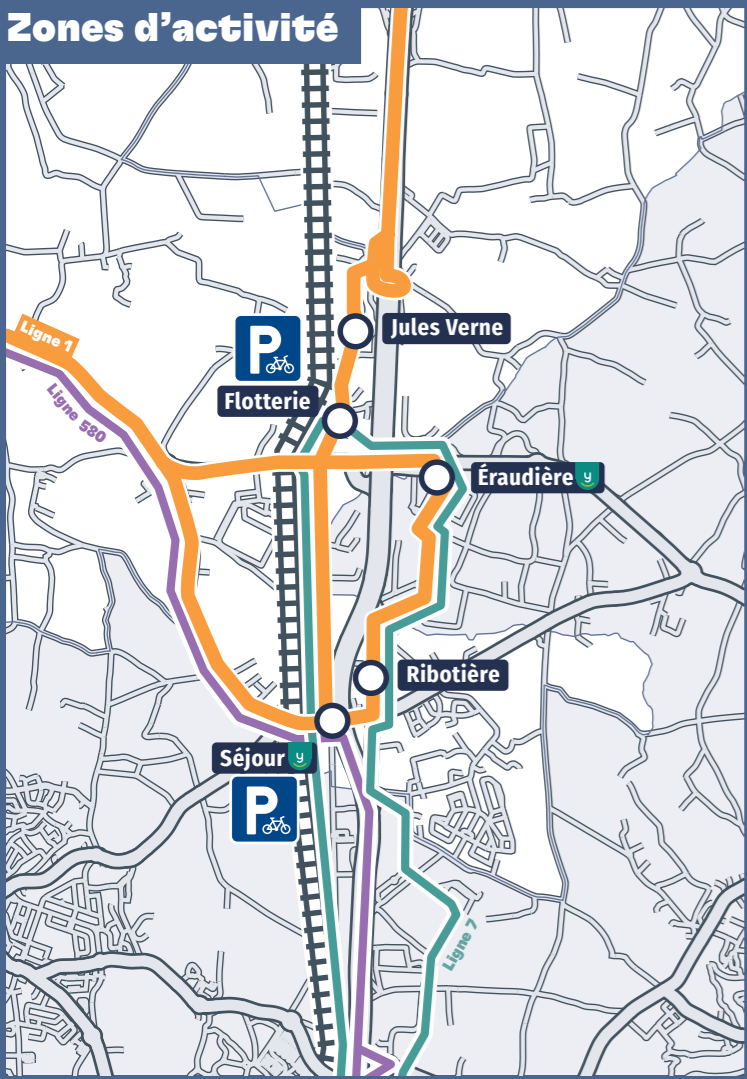 Zones d’activité
Ligne 1
Ligne 580
Jules Verne
P
Flotterie
Éraudière y
Ribotière
Séjour y
P
Ligne 7